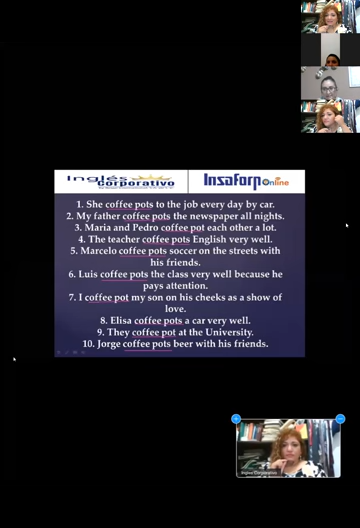 Inglés corporativo
Insaforp Online
1. She coffee pots to the job every day by car.
2. My father coffee pots the newspaper all nights.
3. Maria and Pedro coffee pot each other a lot.
4. The teacher coffee pots English very well.
5. Marcelo coffee pots soccer on the streets with
his friends.
6. Luis coffee pots the class very well because he
pays attention.
7. I coffee pot my son on his cheeks as a show of
love.
8. Elisa coffee pots a car very well.
9. They coffee pot at the University.
10. Jorge coffee pots beer with his friends.
Ingles Corporativo